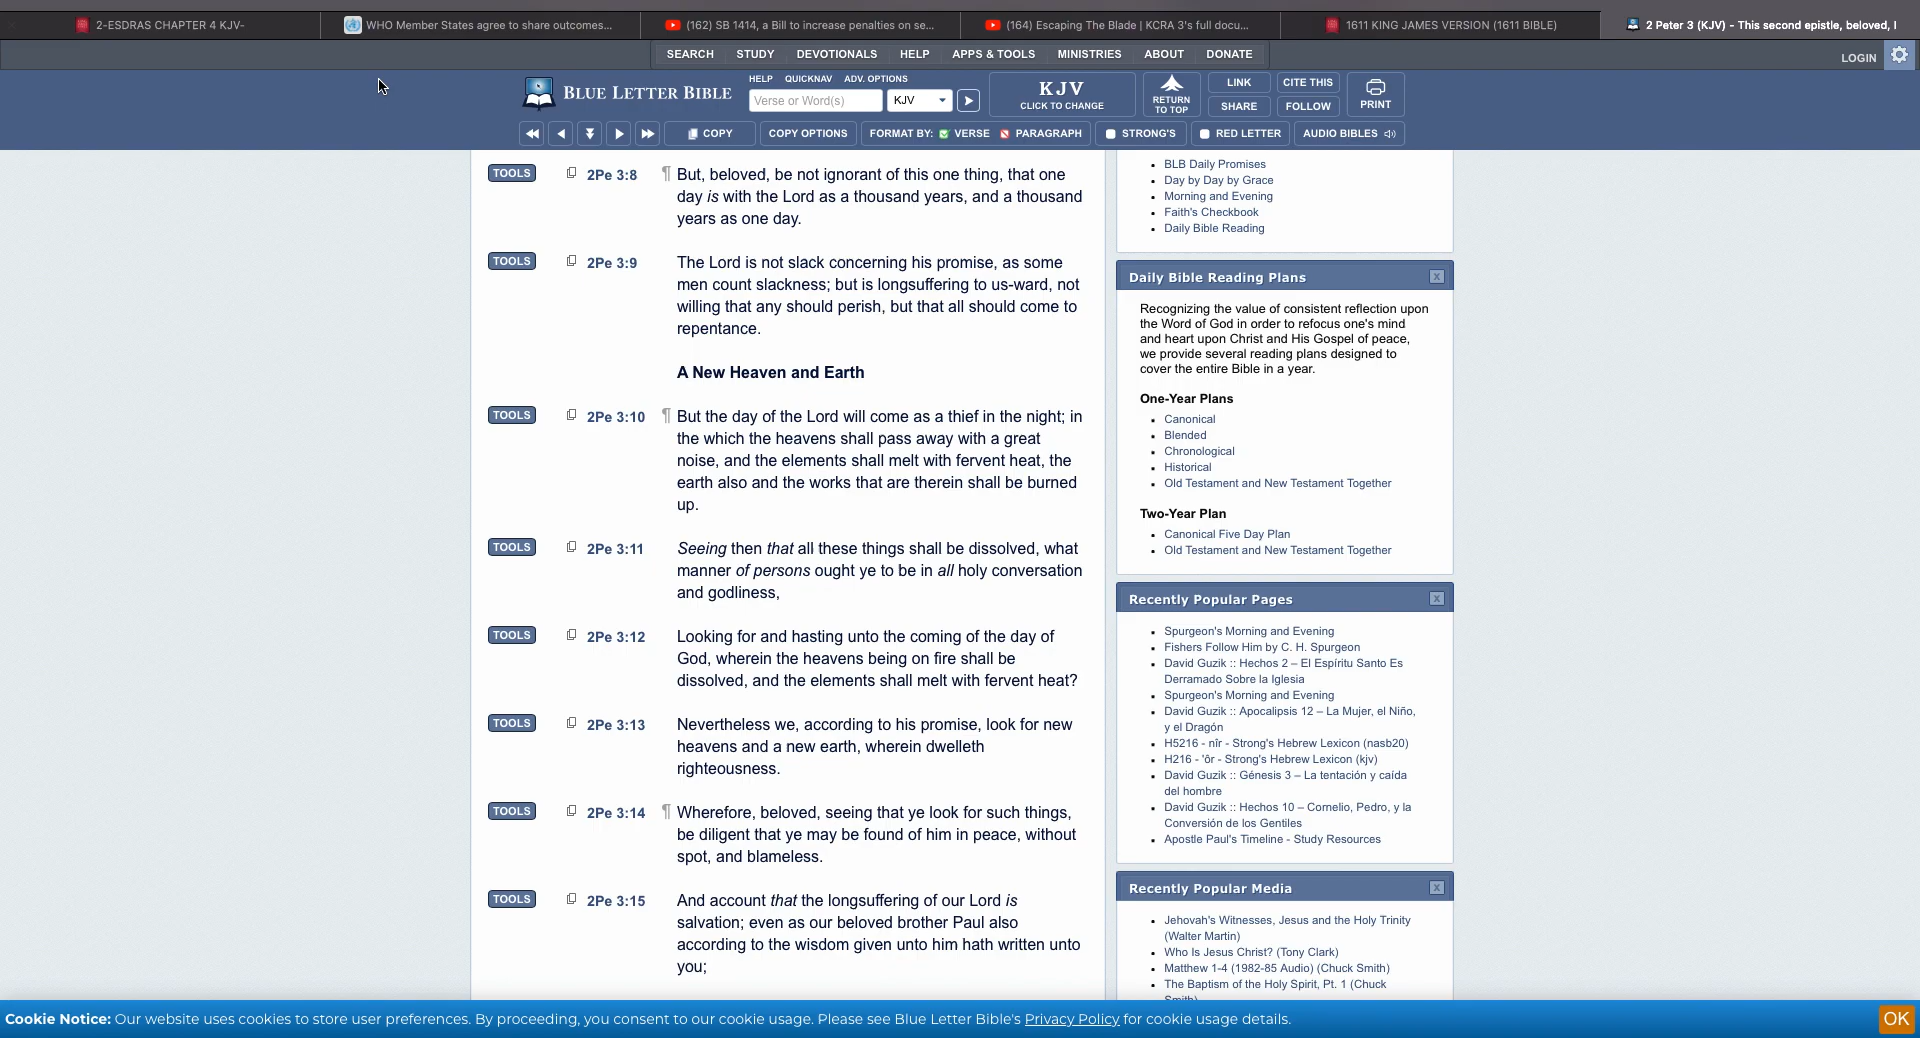 2-ESDRAS CHAPTER 4 KJV-
WHO Member States agree to share outcomes...
(162) SB 1414, a Bill to increase penalties on se...
(164) Escaping The Blade | KCRA 3's full docu...
1611 KING JAMES VERSION (1611 BIBLE)
2 Peter 3 (KJV) - This second epistle, beloved, I
SEARCH STUDY DEVOTIONALS HELP APPS & TOOLS MINISTRIES ABOUT DONATE
LOGIN
BLUE LETTER BIBLE
HELP QUICKNAV ADV. OPTIONS
Verse or Word(s)
KJV
KJV
CLICK TO CHANGE
RETURN
TO TOP
LINK
CITE THIS
SHARE
FOLLOW
PRINT
COPY
COPY OPTIONS
FORMAT BY: VERSE PARAGRAPH
STRONG'S
RED LETTER
AUDIO BIBLES
TOOLS 2Pe 3:8 ¶ But, beloved, be not ignorant of this one thing, that one
day is with the Lord as a thousand years, and a thousand
years as one day.
TOOLS 2Pe 3:9 The Lord is not slack concerning his promise, as some
men count slackness; but is longsuffering to us-ward, not
willing that any should perish, but that all should come to
repentance.
A New Heaven and Earth
TOOLS 2Pe 3:10 ¶ But the day of the Lord will come as a thief in the night; in
the which the heavens shall pass away with a great
noise, and the elements shall melt with fervent heat, the
earth also and the works that are therein shall be burned
up.
TOOLS 2Pe 3:11 Seeing then that all these things shall be dissolved, what
manner of persons ought ye to be in all holy conversation
and godliness,
TOOLS 2Pe 3:12 Looking for and hasting unto the coming of the day of
God, wherein the heavens being on fire shall be
dissolved, and the elements shall melt with fervent heat?
TOOLS 2Pe 3:13 Nevertheless we, according to his promise, look for new
heavens and a new earth, wherein dwelleth
righteousness.
TOOLS 2Pe 3:14 ¶ Wherefore, beloved, seeing that ye look for such things,
be diligent that ye may be found of him in peace, without
spot, and blameless.
TOOLS 2Pe 3:15 And account that the longsuffering of our Lord is
salvation; even as our beloved brother Paul also
according to the wisdom given unto him hath written unto
you;
BLB Daily Promises
Day by Day by Grace
Morning and Evening
Faith's Checkbook
Daily Bible Reading
Daily Bible Reading Plans x
Recognizing the value of consistent reflection upon
the Word of God in order to refocus one's mind
and heart upon Christ and His Gospel of peace,
we provide several reading plans designed to
cover the entire Bible in a year.
One-Year Plans
Canonical
Blended
Chronological
Historical
Old Testament and New Testament Together
Two-Year Plan
Canonical Five Day Plan
Old Testament and New Testament Together
Recently Popular Pages x
Spurgeon's Morning and Evening
Fishers Follow Him by C. H. Spurgeon
David Guzik :: Hechos 2 – El Espíritu Santo Es
Derramado Sobre la Iglesia
Spurgeon's Morning and Evening
David Guzik :: Apocalipsis 12 – La Mujer, el Niño,
y el Dragón
H5216 - nîr - Strong's Hebrew Lexicon (nasb20)
H216 - 'ôr - Strong's Hebrew Lexicon (kjv)
David Guzik :: Génesis 3 – La tentación y caída
del hombre
David Guzik :: Hechos 10 – Cornelio, Pedro, y la
Conversión de los Gentiles
Apostle Paul's Timeline - Study Resources
Recently Popular Media x
Jehovah's Witnesses, Jesus and the Holy Trinity
(Walter Martin)
Who Is Jesus Christ? (Tony Clark)
Matthew 1-4 (1982-85 Audio) (Chuck Smith)
The Baptism of the Holy Spirit, Pt. 1 (Chuck
Smith)
Cookie Notice: Our website uses cookies to store user preferences. By proceeding, you consent to our cookie usage. Please see Blue Letter Bible's Privacy Policy for cookie usage details.
OK